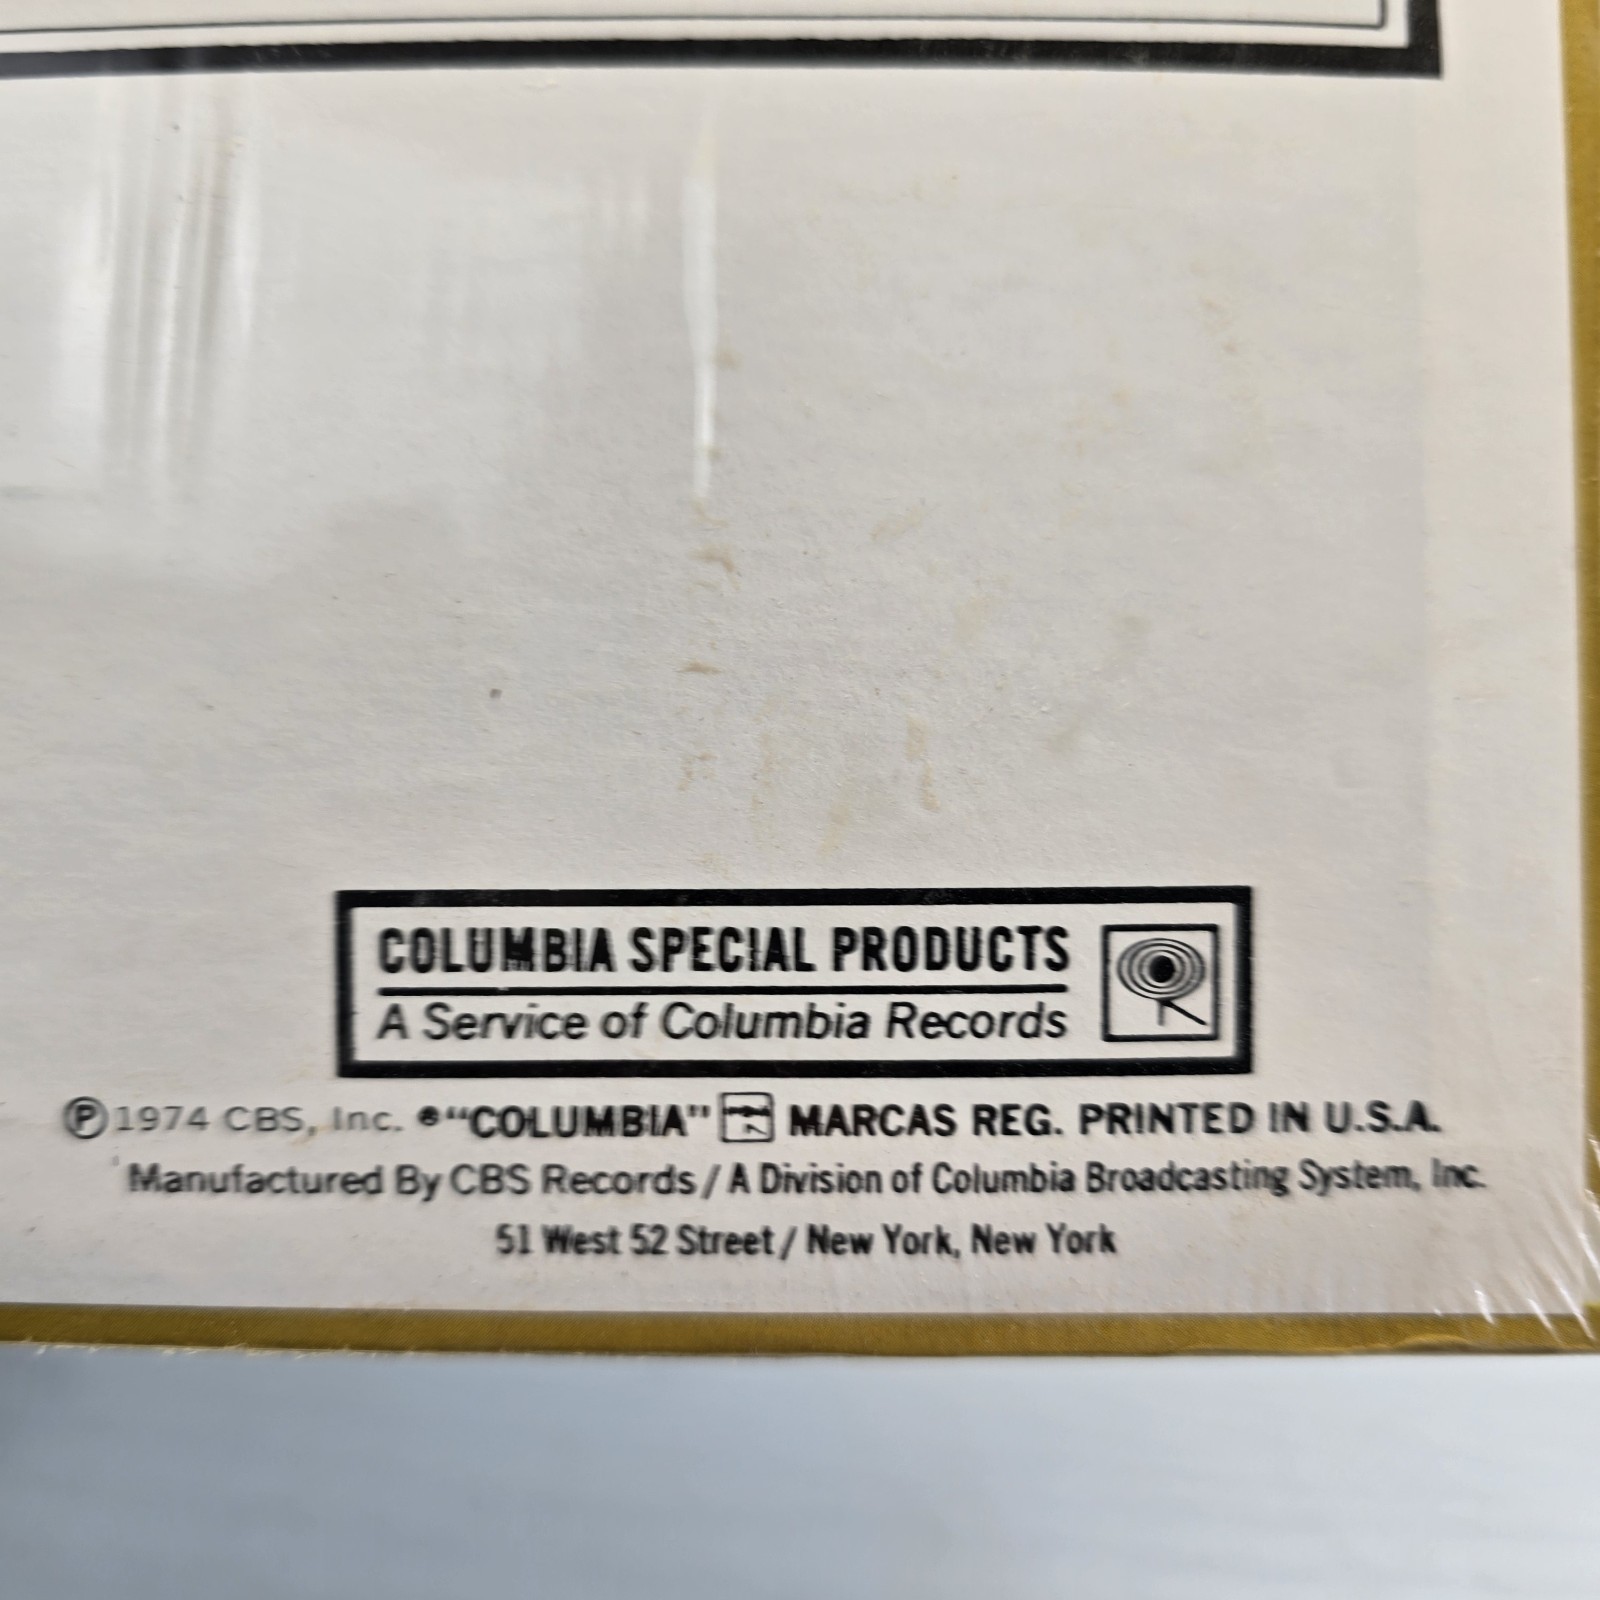 COLUMBIA SPECIAL PRODUCTS
A Service of Columbia Records
℗ 1974 CBS, Inc. ® "COLUMBIA" MARCAS REG. PRINTED IN U.S.A.
Manufactured By CBS Records / A Division of Columbia Broadcasting System, Inc.
51 West 52 Street / New York, New York